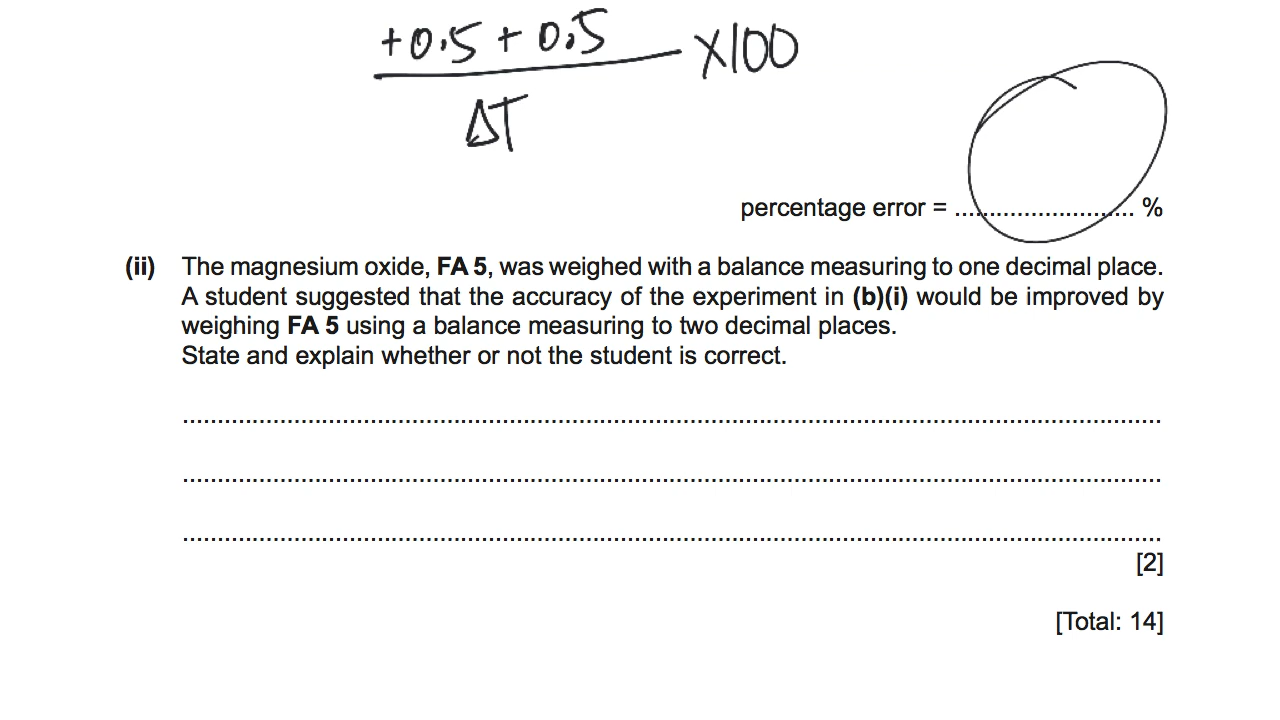 +0.5 + 0.5
×100
ΔT
percentage error = .......................... %
(ii) The magnesium oxide, FA 5, was weighed with a balance measuring to one decimal place.
A student suggested that the accuracy of the experiment in (b)(i) would be improved by
weighing FA 5 using a balance measuring to two decimal places.
State and explain whether or not the student is correct.
[2]
[Total: 14]